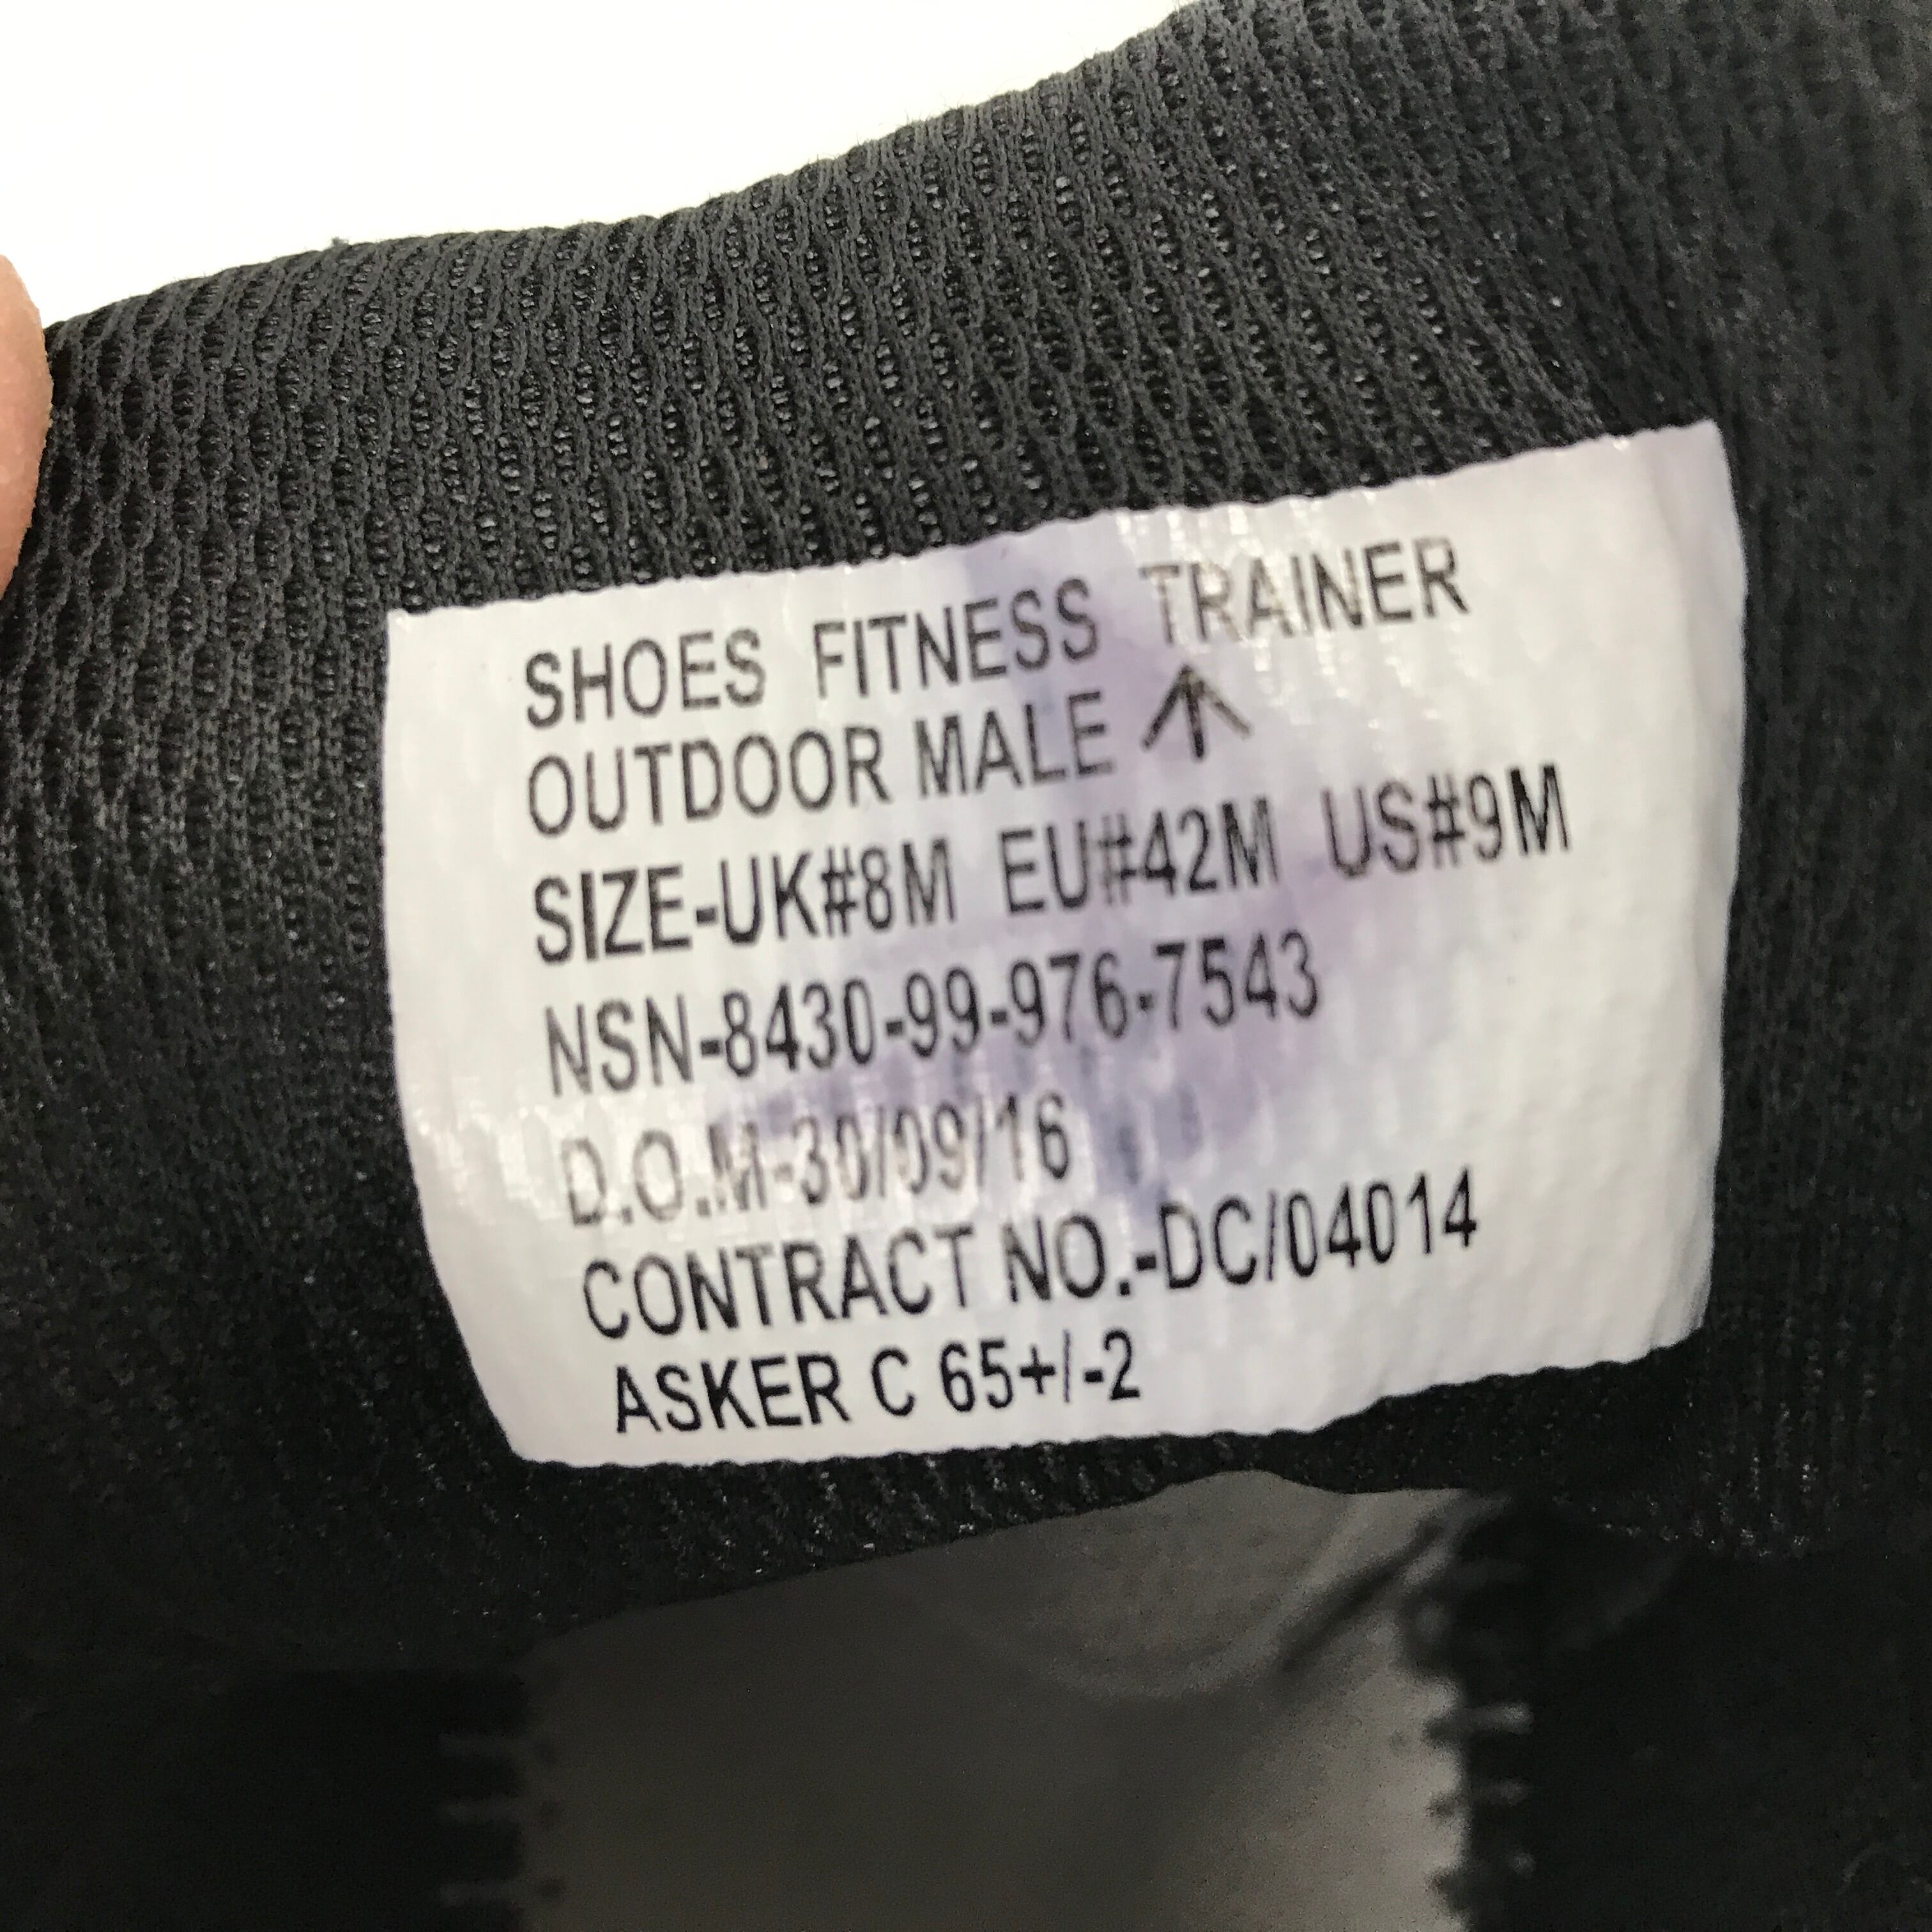 SHOES FITNESS TRAINER
OUTDOOR MALE ↑
SIZE-UK#8M EU#42M US#9M
NSN-8430-99-976-7543
D.O.M-30/09/16
CONTRACT NO.-DC/04014
ASKER C 65+/-2